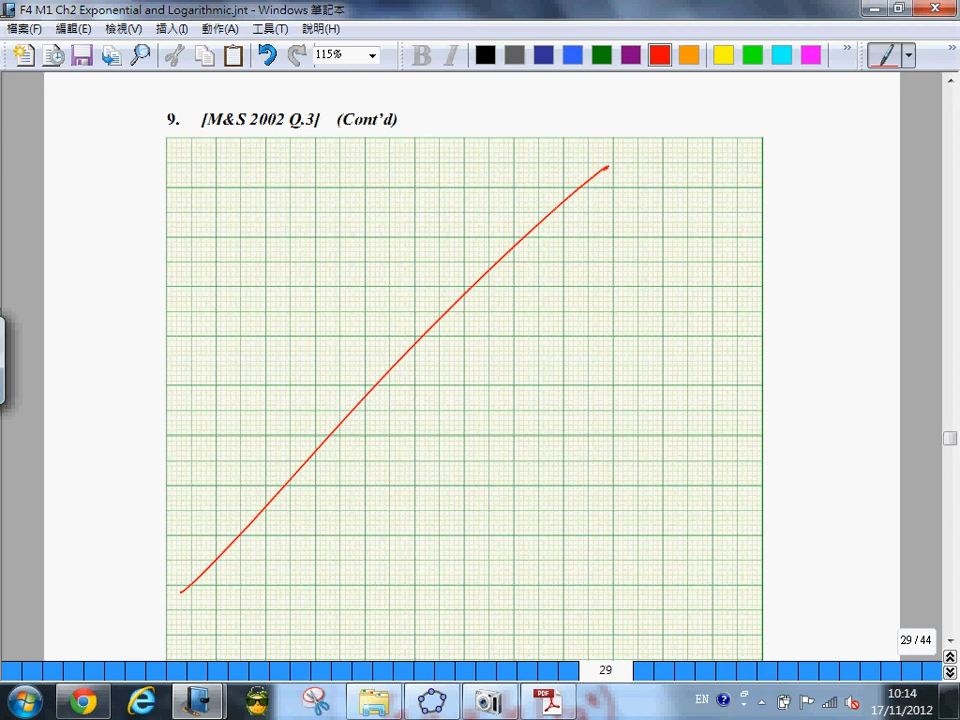 F4 M1 Ch2 Exponential and Logarithmic.jnt - Windows 筆記本
檔案(F) 編輯(E) 檢視(V) 插入(I) 動作(A) 工具(T) 說明(H)
115% B I
9. [M&S 2002 Q.3] (Cont'd)
29 / 44
29
PDF
EN 10:14
17/11/2012